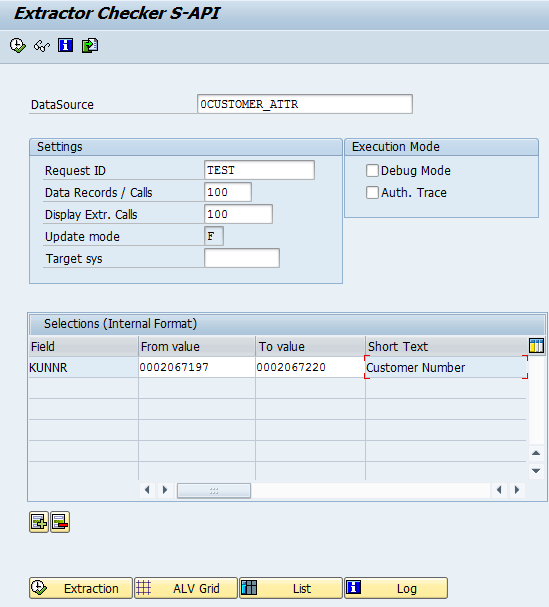 Extractor Checker S-API
DataSource 0CUSTOMER_ATTR
Settings
Request ID TEST
Data Records / Calls 100
Display Extr. Calls 100
Update mode F
Target sys
Execution Mode
Debug Mode
Auth. Trace
Selections (Internal Format)
Field From value To value Short Text
KUNNR 0002067197 0002067220 Customer Number
Extraction ALV Grid List Log